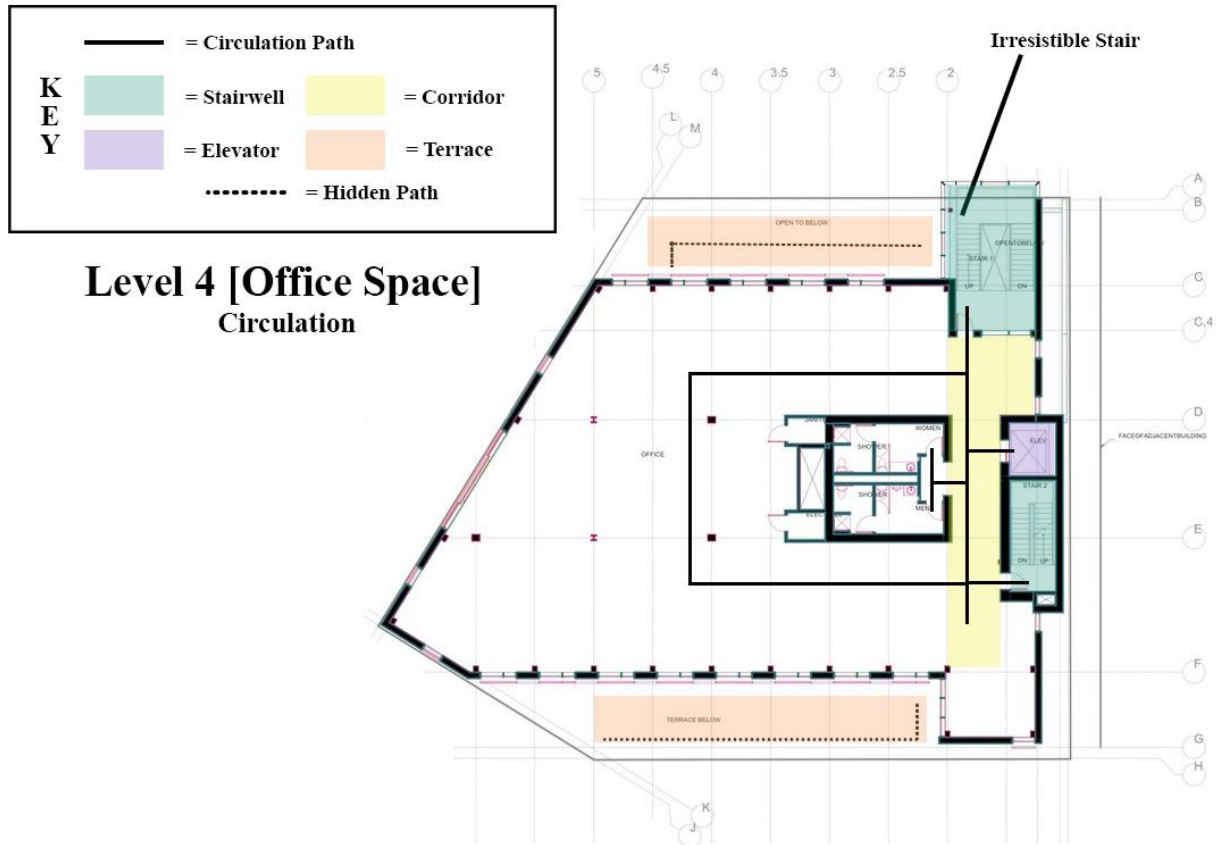 = Circulation Path
KEY
= Stairwell
= Corridor
= Elevator
= Terrace
= Hidden Path
Level 4 [Office Space]
Circulation
Irresistible Stair
5
4.5
4
3.5
3
2.5
2
L
M
A
B
C
C.4
D
E
F
G
H
K
J
OPEN TO BELOW
OPENTOBELOW
STAIR 1
UP
DN
OFFICE
WOMEN
SHOWER
SHOWER
MEN
ELEV
STAIR 2
DN
UP
FACEOFADJACENTBUILDING
TERRACE BELOW